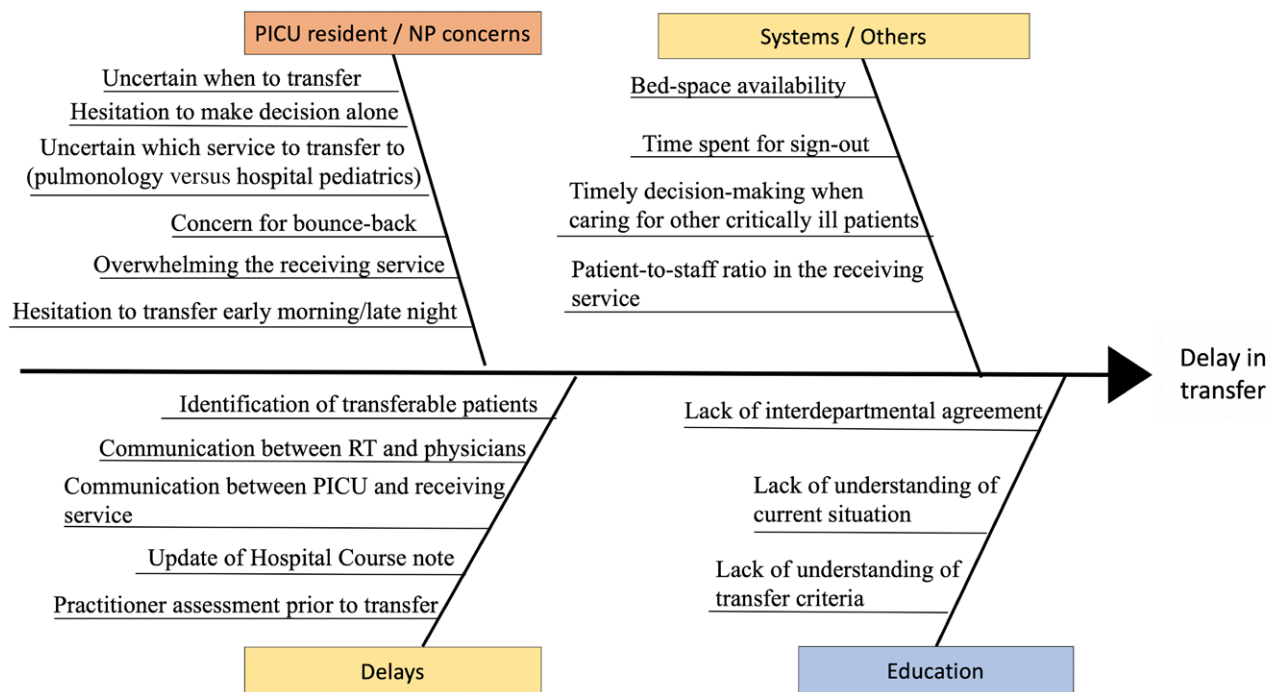 PICU resident / NP concerns
Uncertain when to transfer
Hesitation to make decision alone
Uncertain which service to transfer to
(pulmonology versus hospital pediatrics)
Concern for bounce-back
Overwhelming the receiving service
Hesitation to transfer early morning/late night
Systems / Others
Bed-space availability
Time spent for sign-out
Timely decision-making when
caring for other critically ill patients
Patient-to-staff ratio in the receiving
service
Delay in
transfer
Identification of transferable patients
Communication between RT and physicians
Communication between PICU and receiving
service
Update of Hospital Course note
Practitioner assessment prior to transfer
Delays
Lack of interdepartmental agreement
Lack of understanding of
current situation
Lack of understanding of
transfer criteria
Education